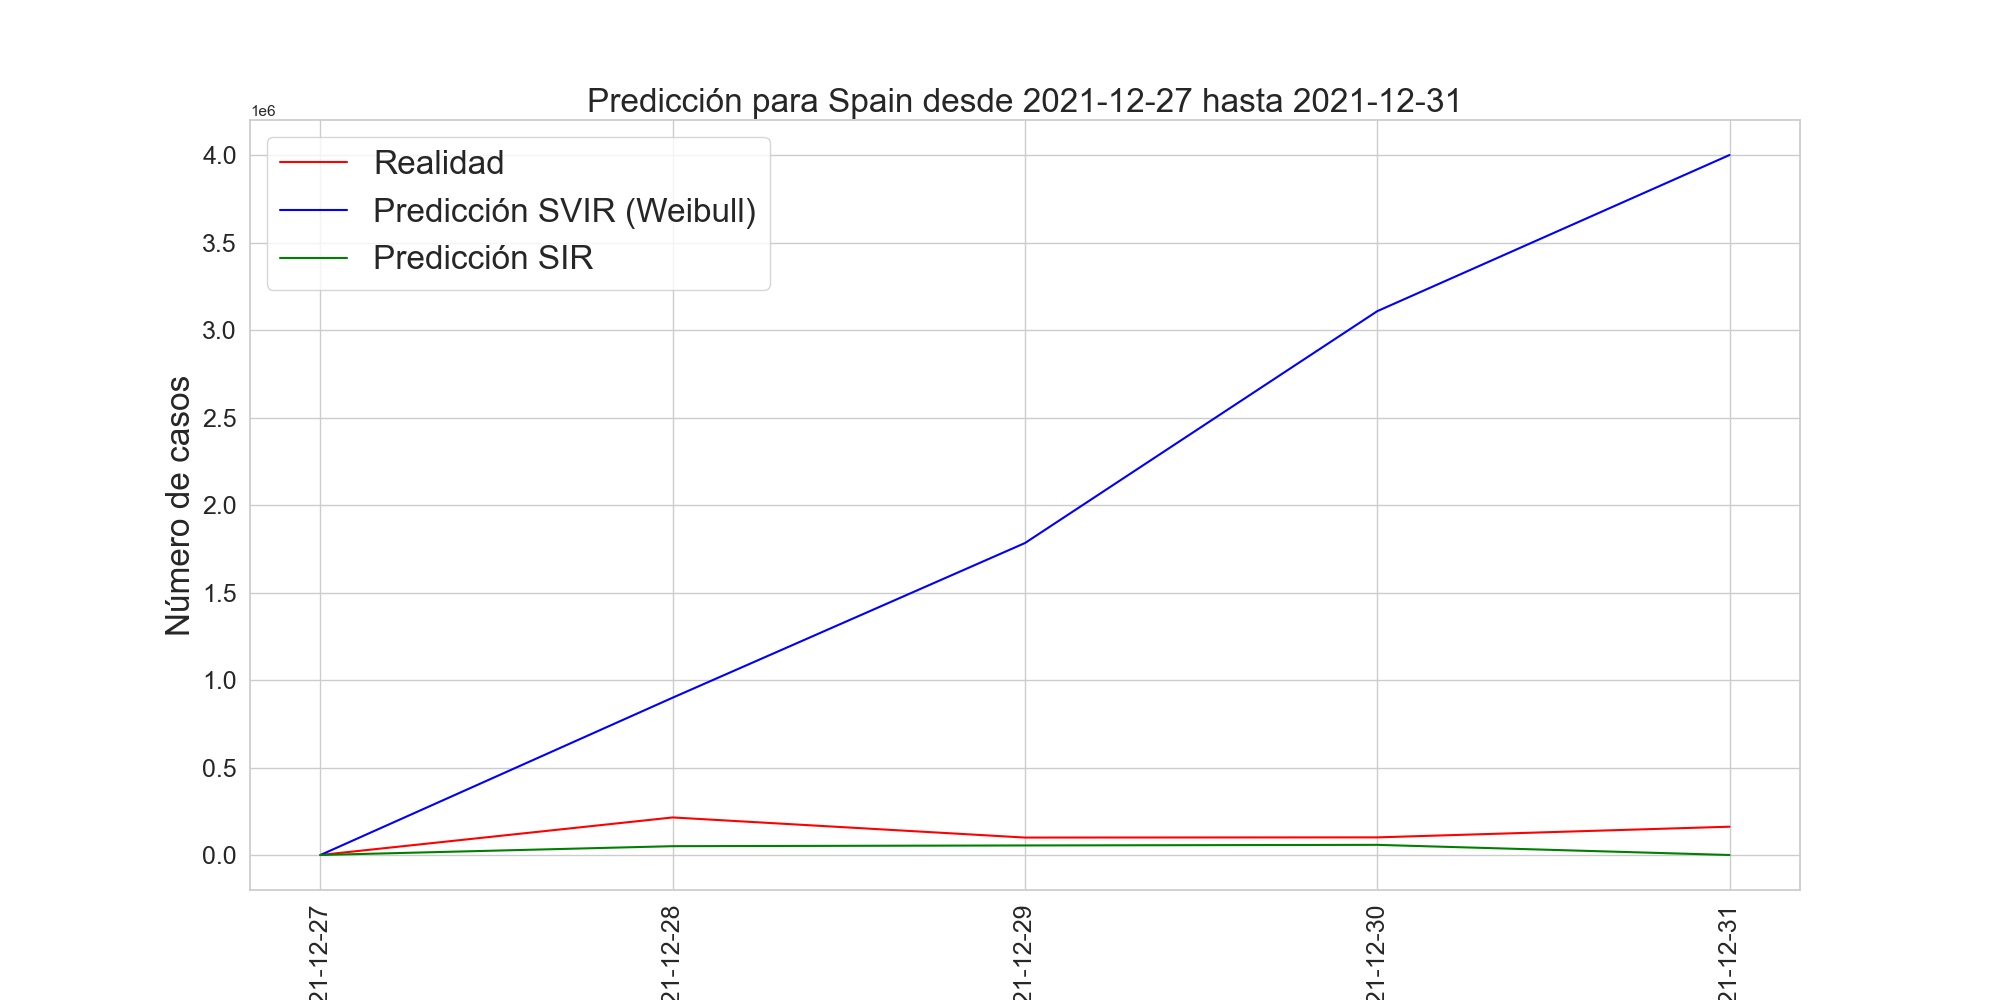 Predicción para Spain desde 2021-12-27 hasta 2021-12-31
1e6
Realidad
Predicción SVIR (Weibull)
Predicción SIR
Número de casos
4.0
3.5
3.0
2.5
2.0
1.5
1.0
0.5
0.0
21-12-27
21-12-28
21-12-29
21-12-30
21-12-31